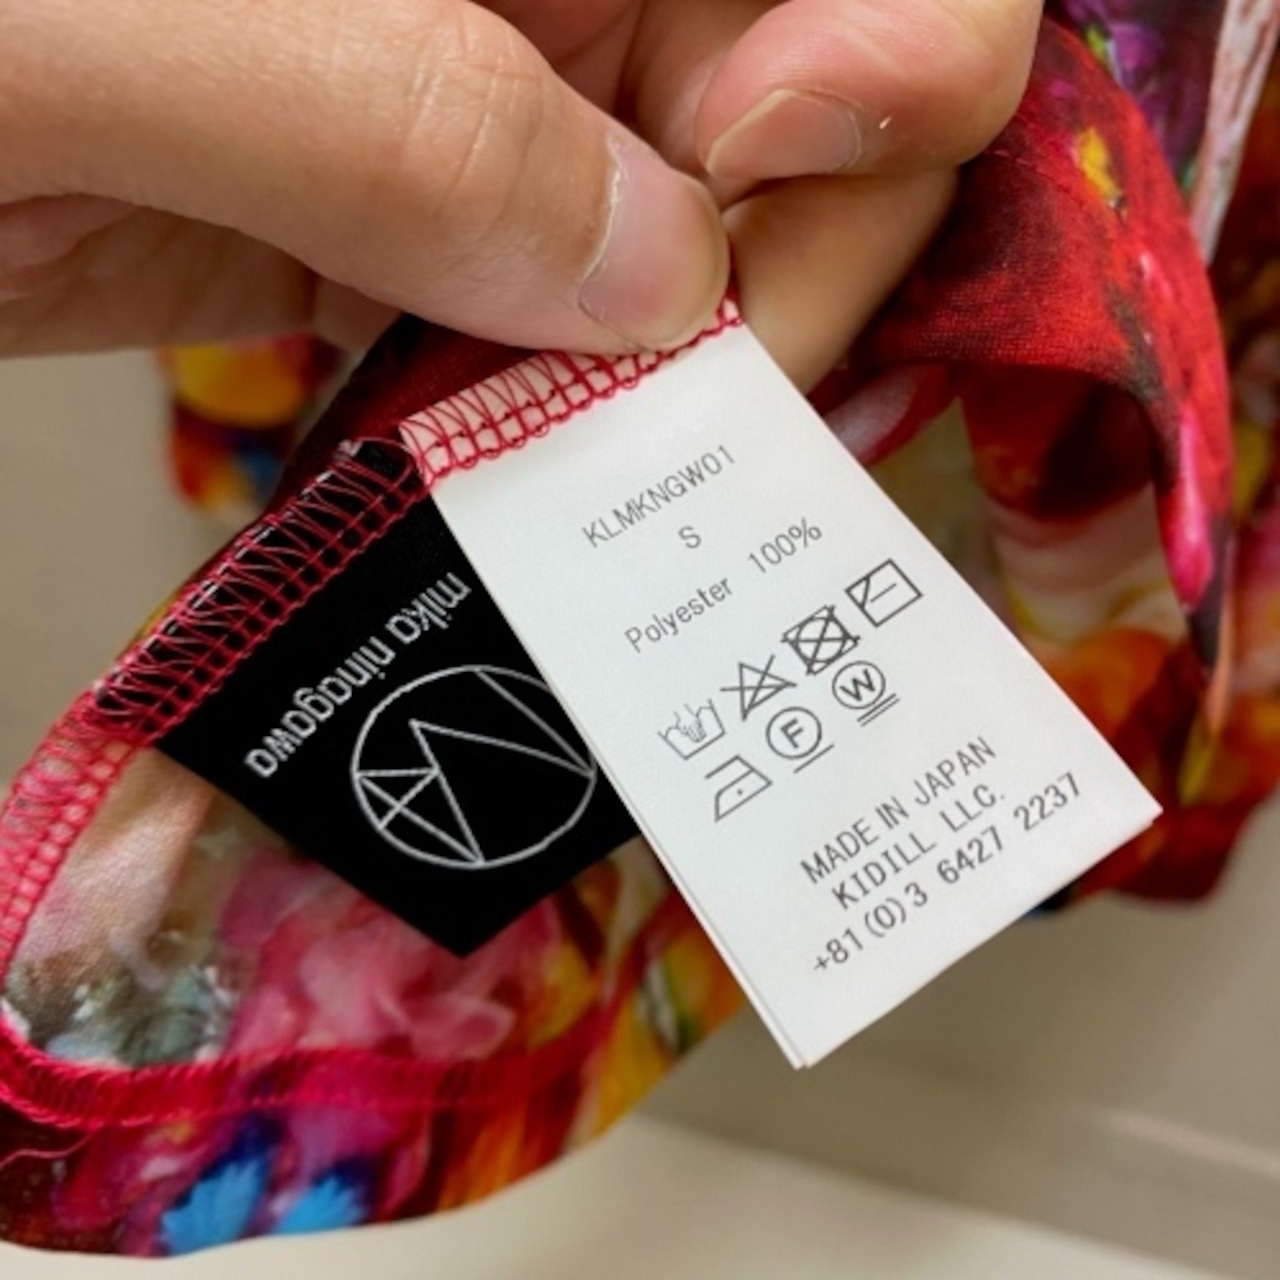 KLMKNGW01
S
Polyester 100%
F
W
MADE IN JAPAN
KIDILL LLC.
+81(0)3 6427 2237
mika ninagawa